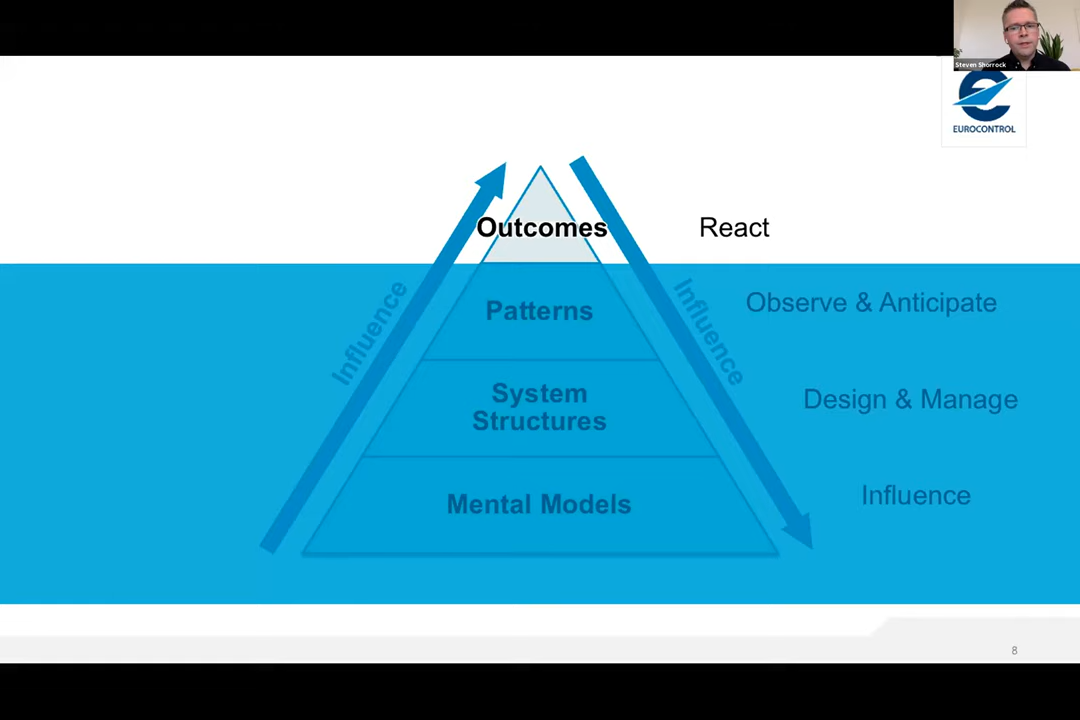 Steven Shorrock
EUROCONTROL
Outcomes
React
Patterns
Observe & Anticipate
Influence
Influence
System
Structures
Design & Manage
Mental Models
Influence
8